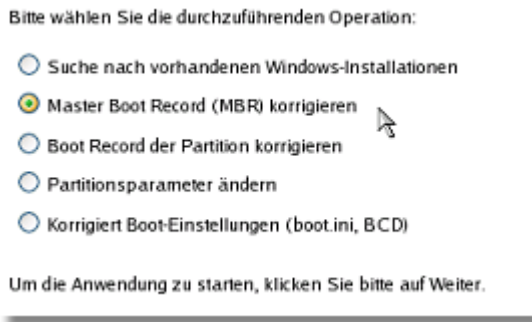 Bitte wählen Sie die durchzuführenden Operation:
Suche nach vorhandenen Windows-Installationen
Master Boot Record (MBR) korrigieren
Boot Record der Partition korrigieren
Partitionsparameter ändern
Korrigiert Boot-Einstellungen (boot.ini, BCD)
Um die Anwendung zu starten, klicken Sie bitte auf Weiter.